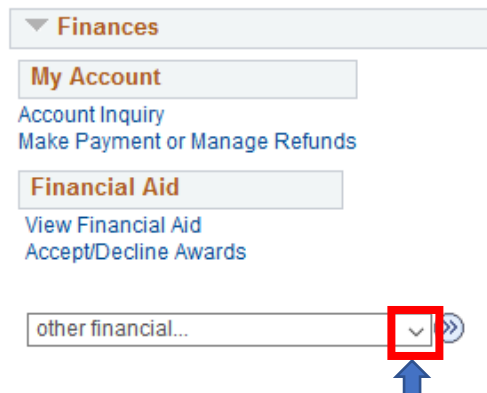 Finances
My Account
Account Inquiry
Make Payment or Manage Refunds
Financial Aid
View Financial Aid
Accept/Decline Awards
other financial...